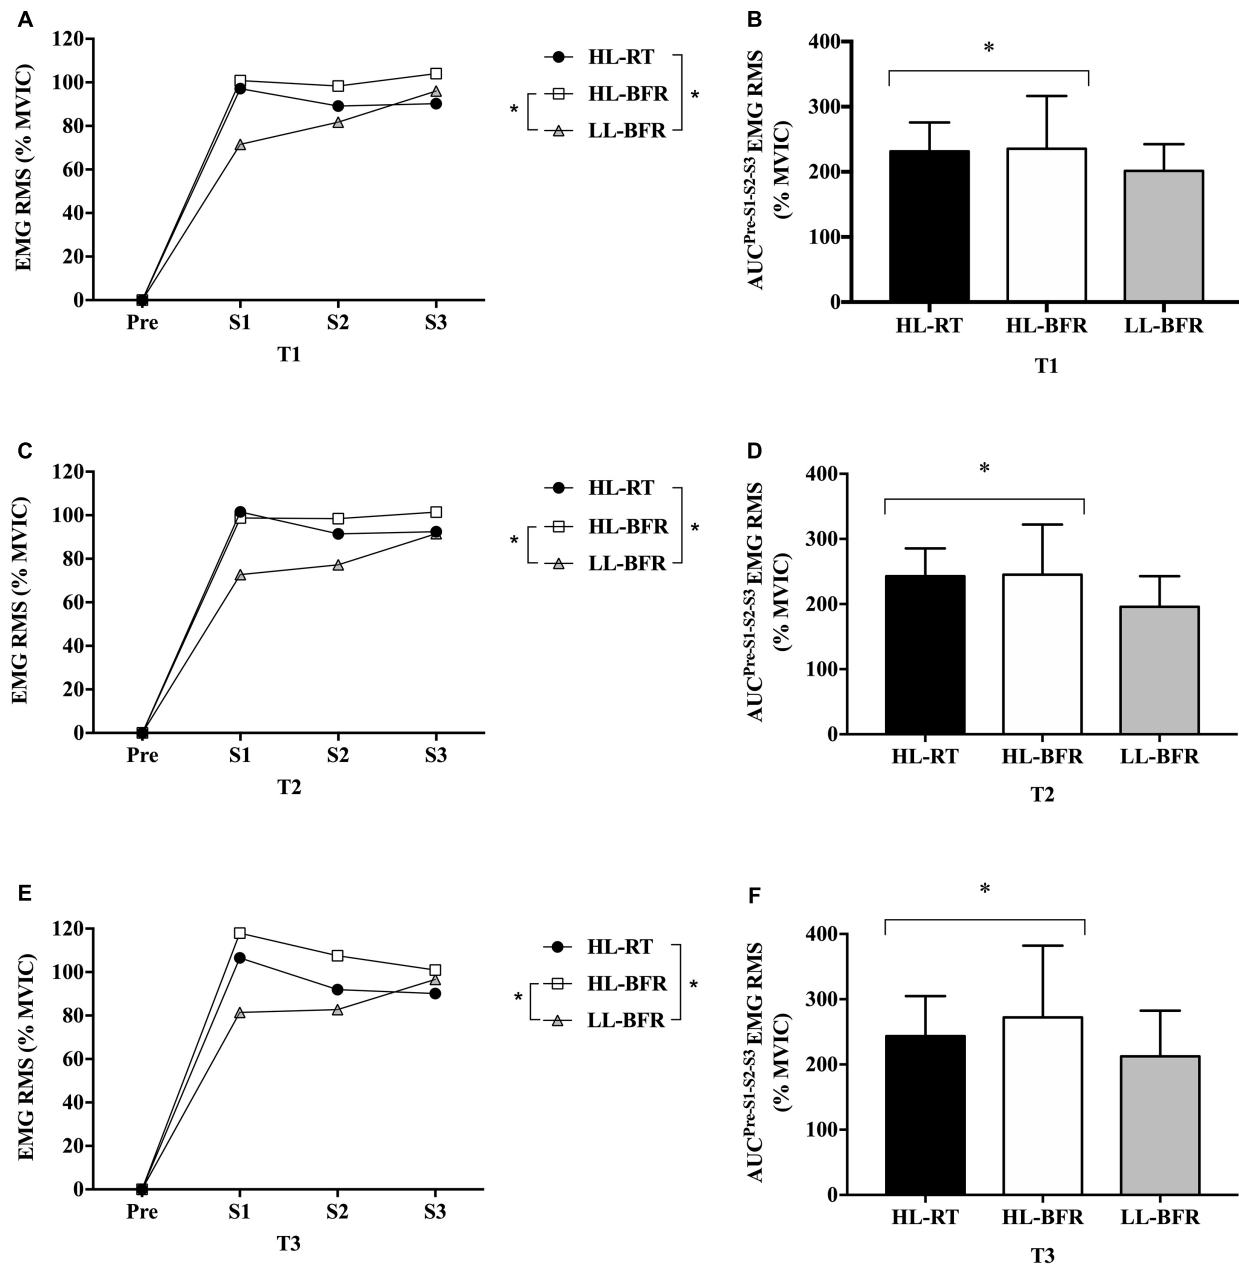 A
EMG RMS (% MVIC)
120
100
80
60
40
20
0
Pre S1 S2 S3
T1
HL-RT
HL-BFR
LL-BFR
*
*
B
AUC^Pre-S1-S2-S3 EMG RMS
(% MVIC)
400
300
200
100
0
*
HL-RT HL-BFR LL-BFR
T1
C
EMG RMS (% MVIC)
120
100
80
60
40
20
0
Pre S1 S2 S3
T2
HL-RT
HL-BFR
LL-BFR
*
*
D
AUC^Pre-S1-S2-S3 EMG RMS
(% MVIC)
400
300
200
100
0
*
HL-RT HL-BFR LL-BFR
T2
E
EMG RMS (% MVIC)
120
100
80
60
40
20
0
Pre S1 S2 S3
T3
HL-RT
HL-BFR
LL-BFR
*
*
F
AUC^Pre-S1-S2-S3 EMG RMS
(% MVIC)
400
300
200
100
0
*
HL-RT HL-BFR LL-BFR
T3